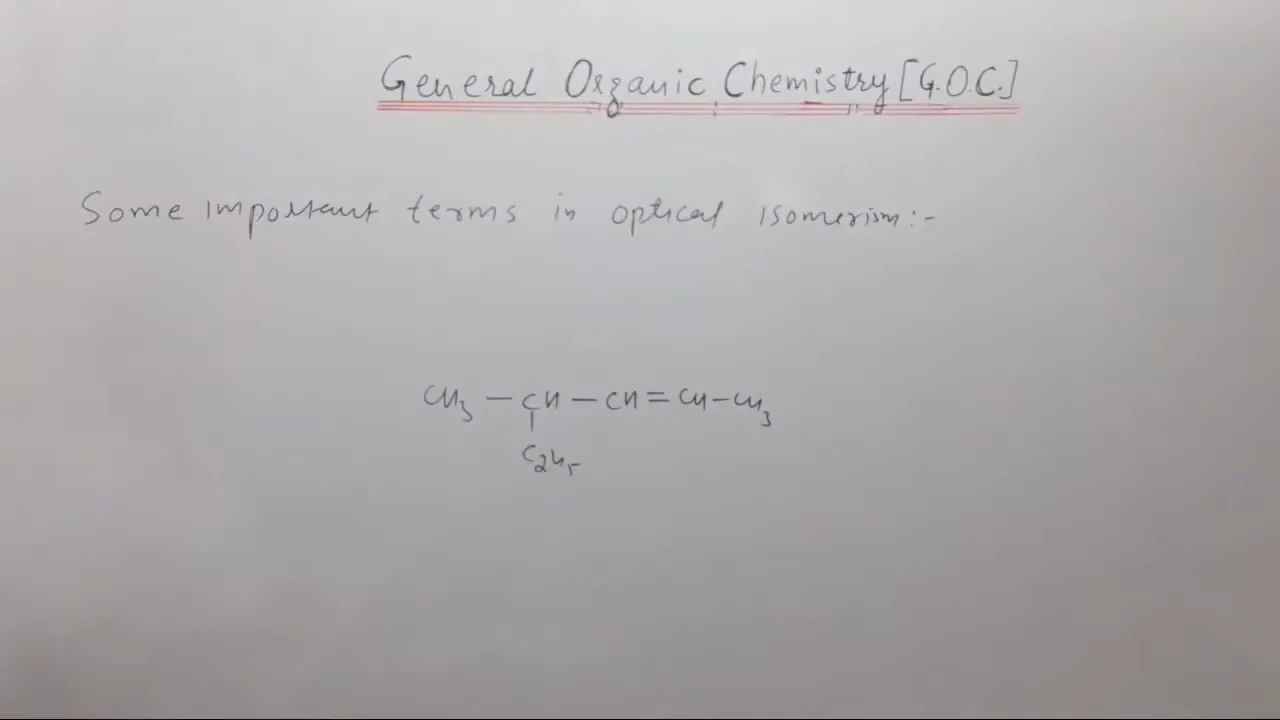 General Organic Chemistry [G.O.C.]
Some important terms in optical isomerism:-
CH3 — CH — CH = CH - CH3
|
C2H5